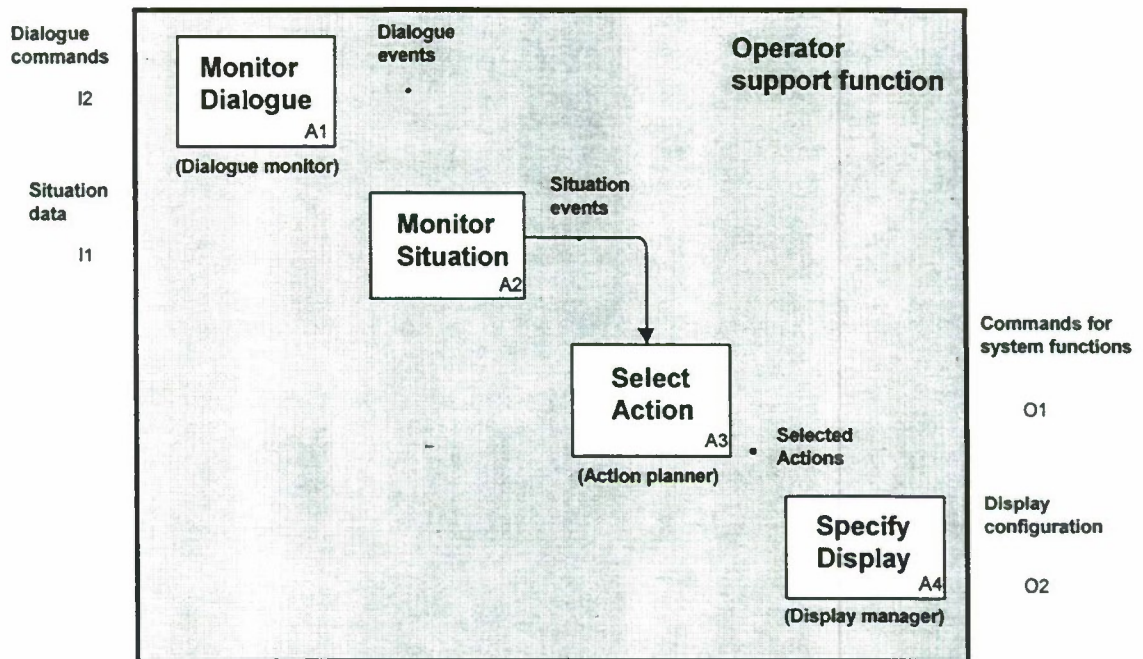 Dialogue
commands
I2
Situation
data
I1
Monitor
Dialogue
A1
(Dialogue monitor)
Dialogue
events
Operator
support function
Monitor
Situation
A2
Situation
events
Select
Action
A3
(Action planner)
Selected
Actions
Specify
Display
A4
(Display manager)
Commands for
system functions
O1
Display
configuration
O2